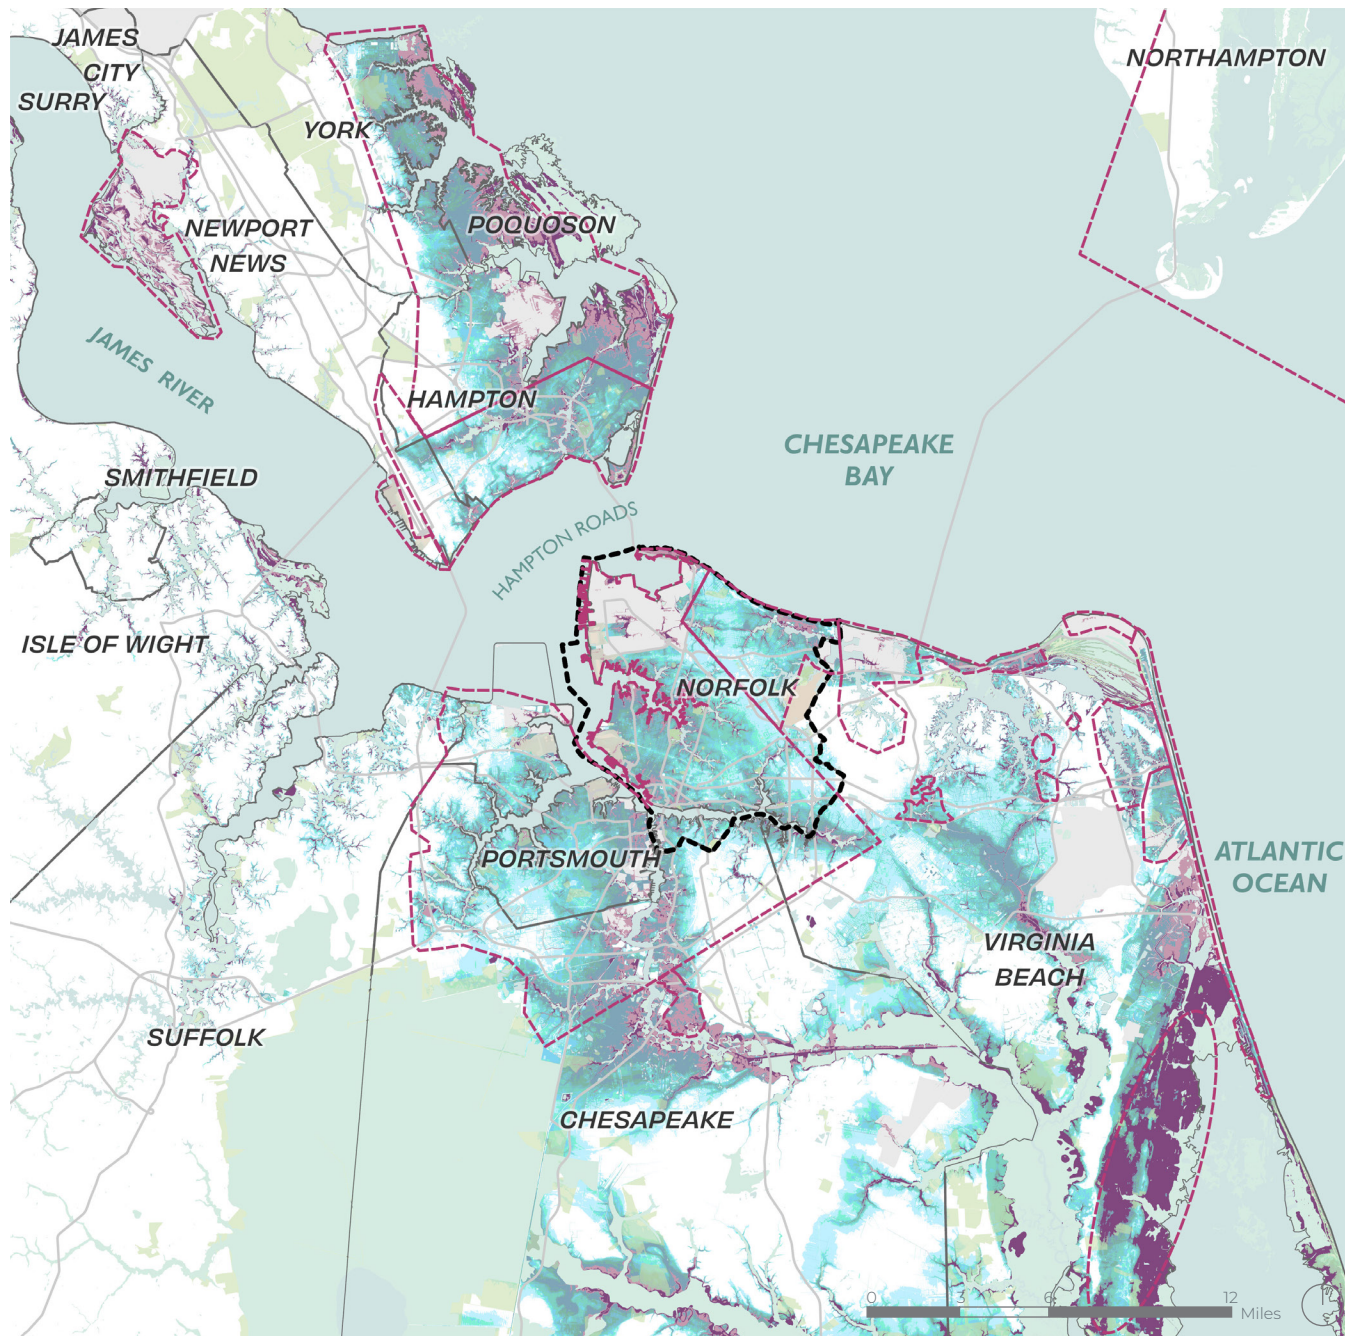 JAMES
CITY
SURRY
NORTHAMPTON
YORK
NEWPORT
NEWS
POQUOSON
JAMES RIVER
HAMPTON
CHESAPEAKE
BAY
SMITHFIELD
HAMPTON ROADS
ISLE OF WIGHT
NORFOLK
PORTSMOUTH
ATLANTIC
OCEAN
VIRGINIA
BEACH
SUFFOLK
CHESAPEAKE
0 3 6 12
Miles